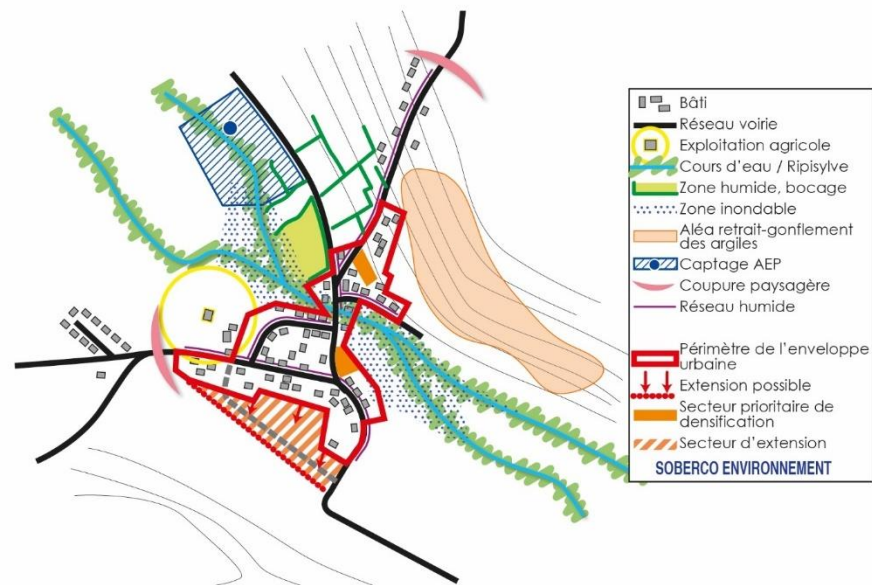 Bâti
Réseau voirie
Exploitation agricole
Cours d'eau / Ripisylve
Zone humide, bocage
Zone inondable
Aléa retrait-gonflement
des argiles
Captage AEP
Coupure paysagère
Réseau humide
Périmètre de l'enveloppe
urbaine
Extension possible
Secteur prioritaire de
densification
Secteur d'extension
SOBERCO ENVIRONNEMENT